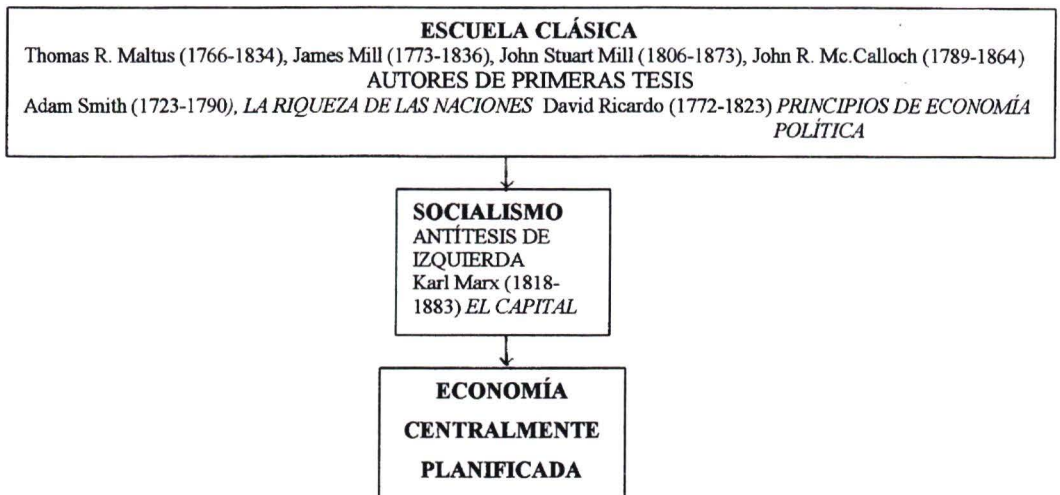 ESCUELA CLÁSICA
Thomas R. Maltus (1766-1834), James Mill (1773-1836), John Stuart Mill (1806-1873), John R. Mc.Calloch (1789-1864)
AUTORES DE PRIMERAS TESIS
Adam Smith (1723-1790), LA RIQUEZA DE LAS NACIONES David Ricardo (1772-1823) PRINCIPIOS DE ECONOMÍA
POLÍTICA
SOCIALISMO
ANTÍTESIS DE
IZQUIERDA
Karl Marx (1818-
1883) EL CAPITAL
ECONOMÍA
CENTRALMENTE
PLANIFICADA